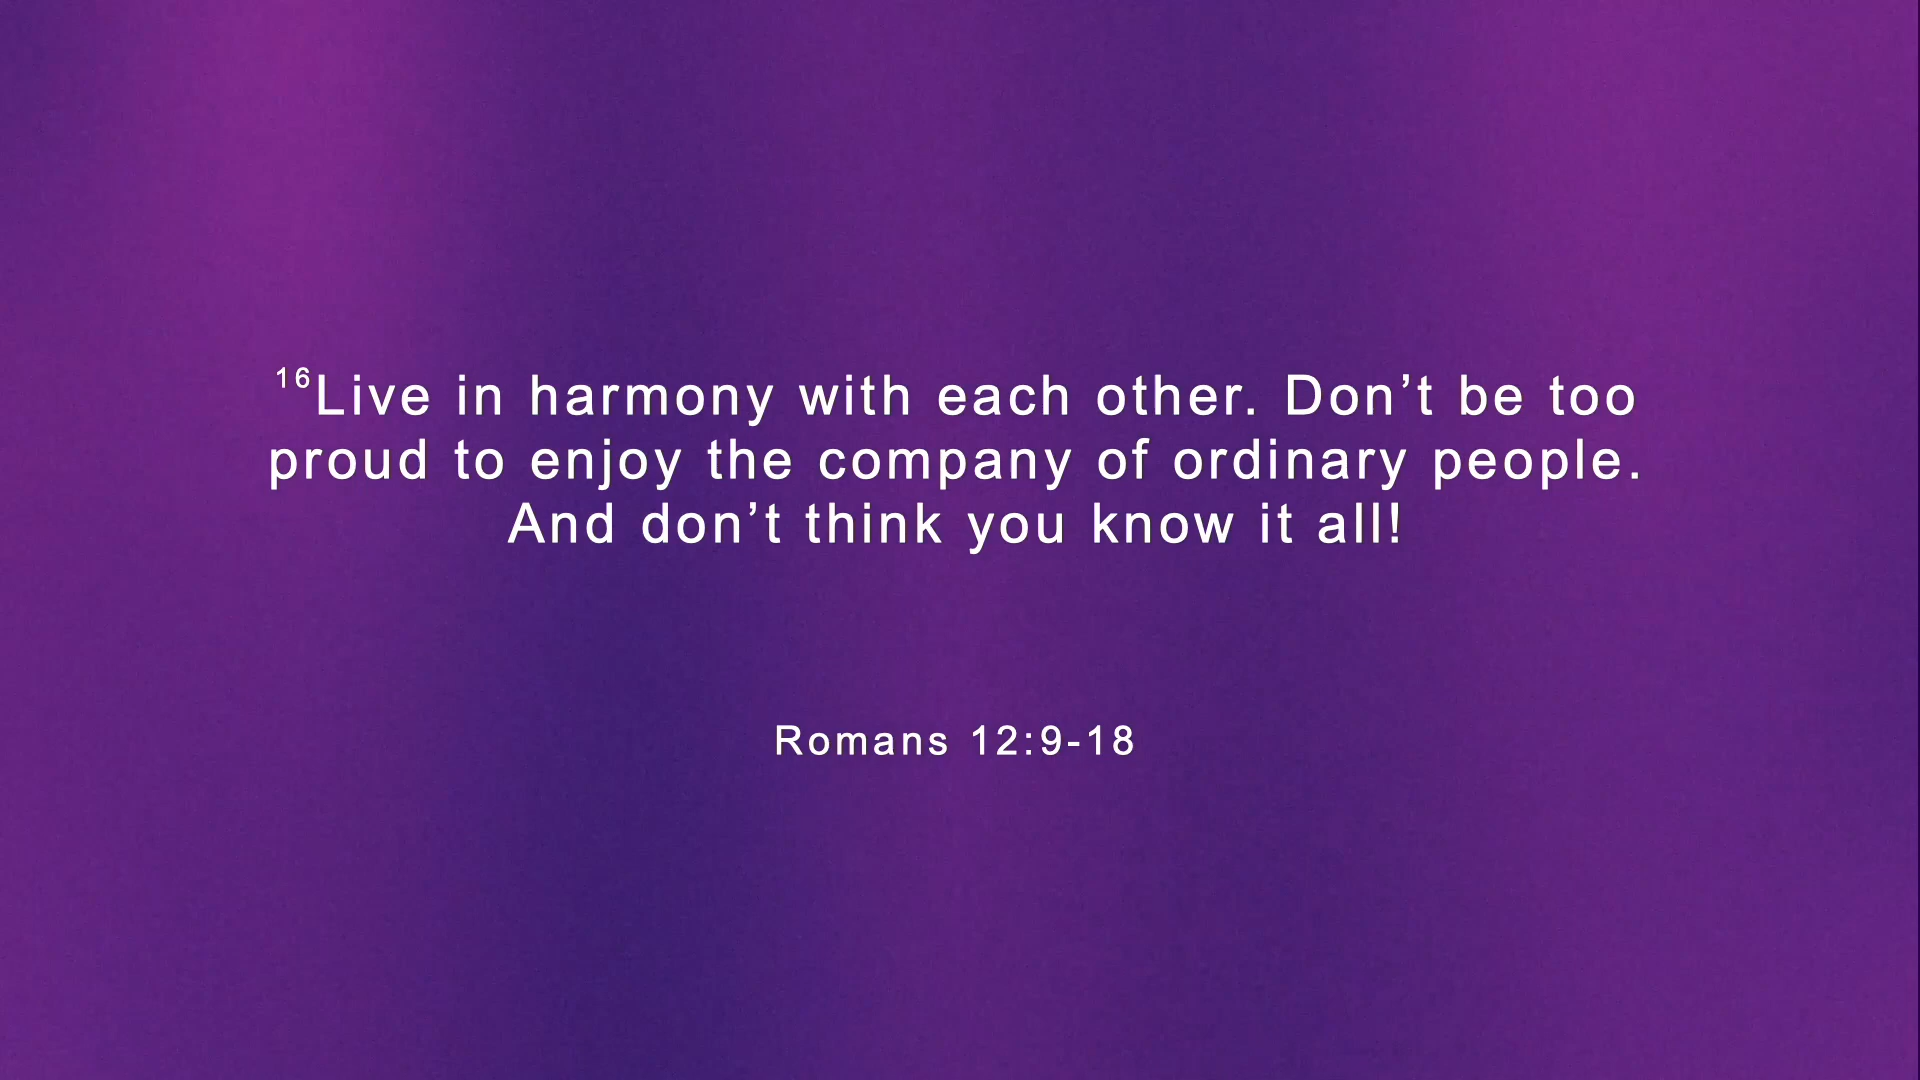 ¹⁶Live in harmony with each other. Don’t be too
proud to enjoy the company of ordinary people.
And don’t think you know it all!
Romans 12:9-18